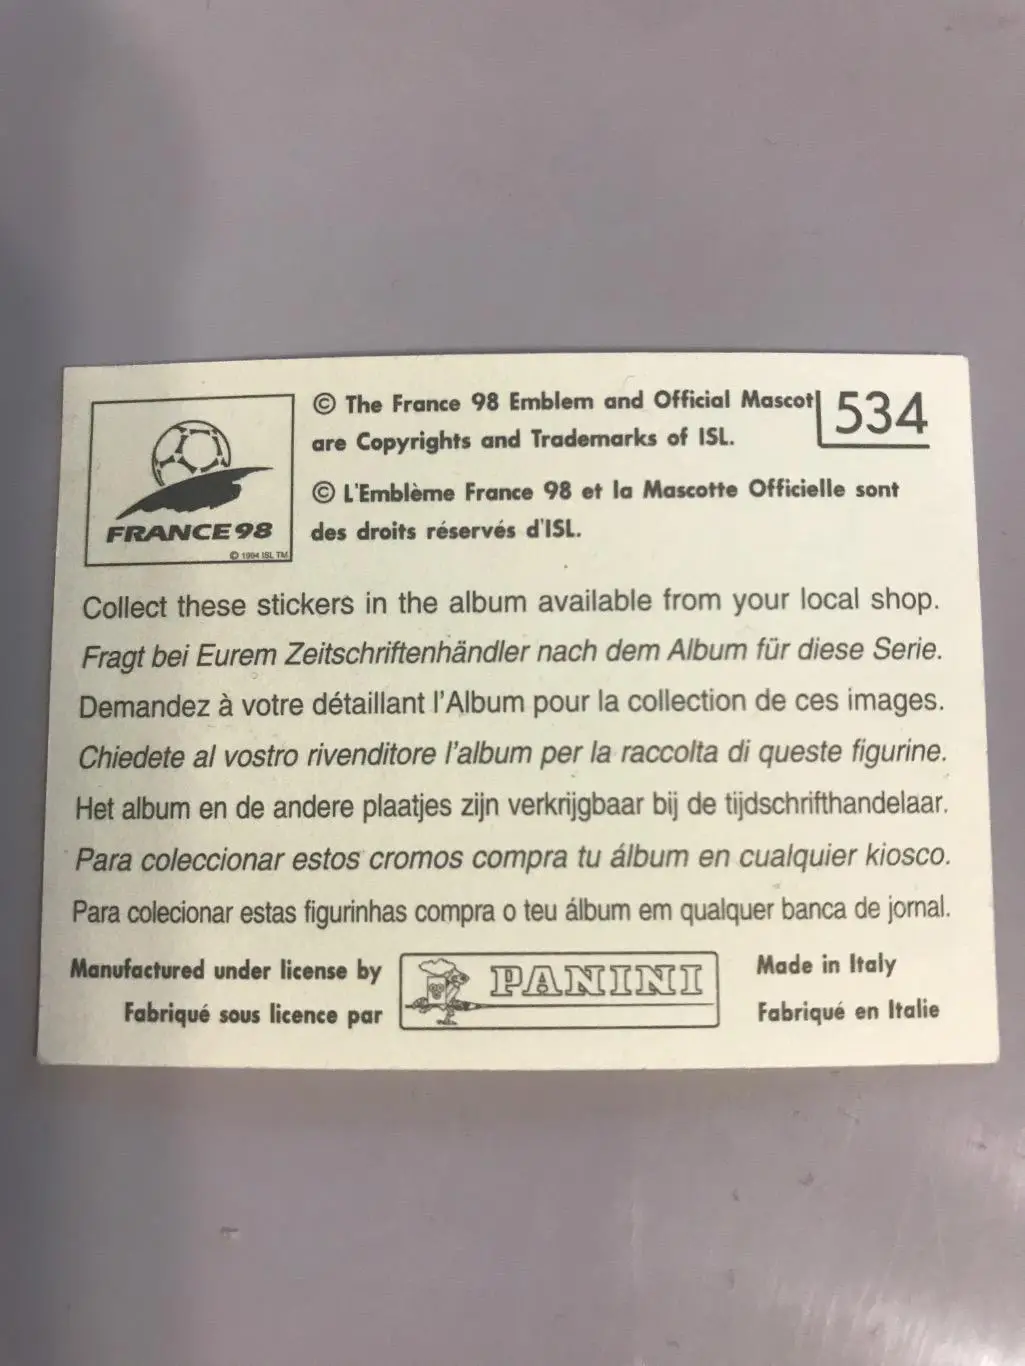 © The France 98 Emblem and Official Mascot
are Copyrights and Trademarks of ISL.
534
© L'Emblème France 98 et la Mascotte Officielle sont
des droits réservés d'ISL.
FRANCE 98
© 1994 ISL TM
Collect these stickers in the album available from your local shop.
Fragt bei Eurem Zeitschriftenhändler nach dem Album für diese Serie.
Demandez à votre détaillant l'Album pour la collection de ces images.
Chiedete al vostro rivenditore l'album per la raccolta di queste figurine.
Het album en de andere plaatjes zijn verkrijgbaar bij de tijdschrifthandelaar.
Para coleccionar estos cromos compra tu álbum en cualquier kiosco.
Para colecionar estas figurinhas compra o teu álbum em qualquer banca de jornal.
Manufactured under license by
Fabriqué sous licence par
PANINI
Made in Italy
Fabriqué en Italie